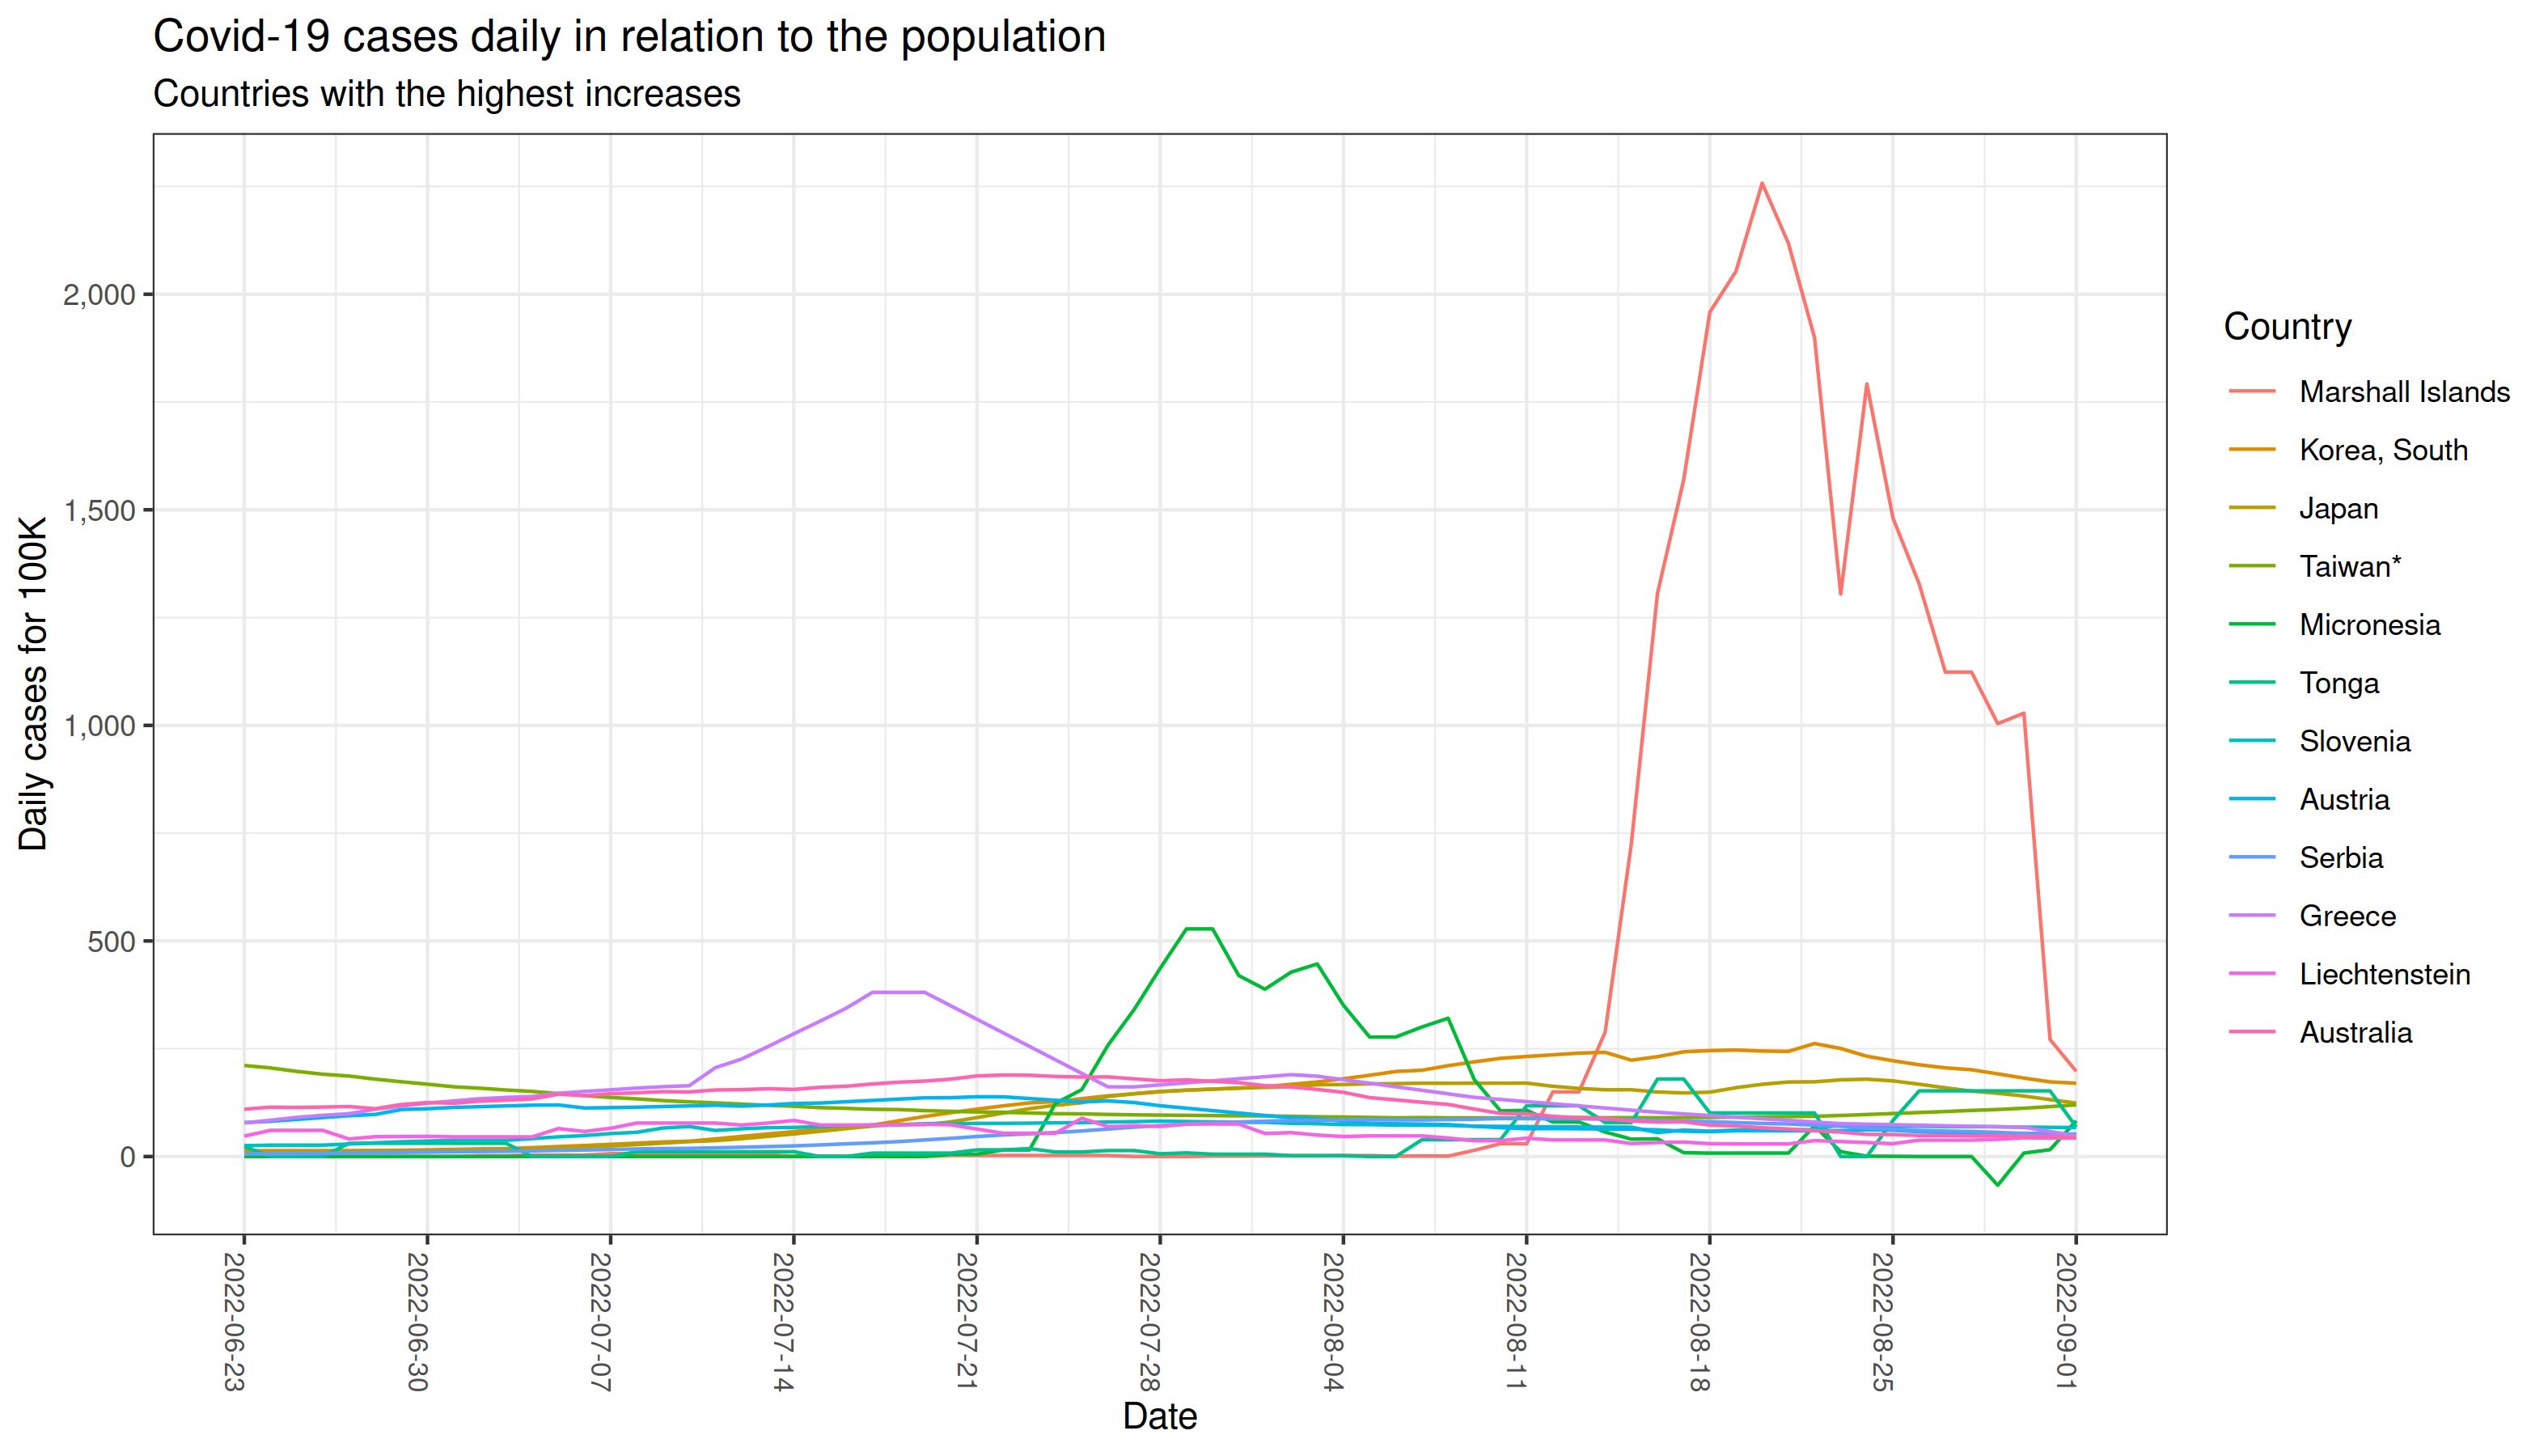 Covid-19 cases daily in relation to the population
Countries with the highest increases
Daily cases for 100K
2,000
1,500
1,000
500
0
2022-06-23
2022-06-30
2022-07-07
2022-07-14
2022-07-21
2022-07-28
2022-08-04
2022-08-11
2022-08-18
2022-08-25
2022-09-01
Date
Country
Marshall Islands
Korea, South
Japan
Taiwan*
Micronesia
Tonga
Slovenia
Austria
Serbia
Greece
Liechtenstein
Australia